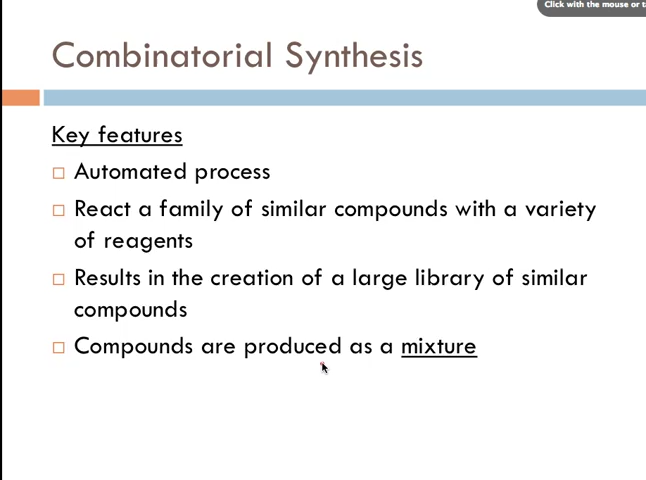 Click with the mouse or
Combinatorial Synthesis
Key features
Automated process
React a family of similar compounds with a variety
of reagents
Results in the creation of a large library of similar
compounds
Compounds are produced as a mixture